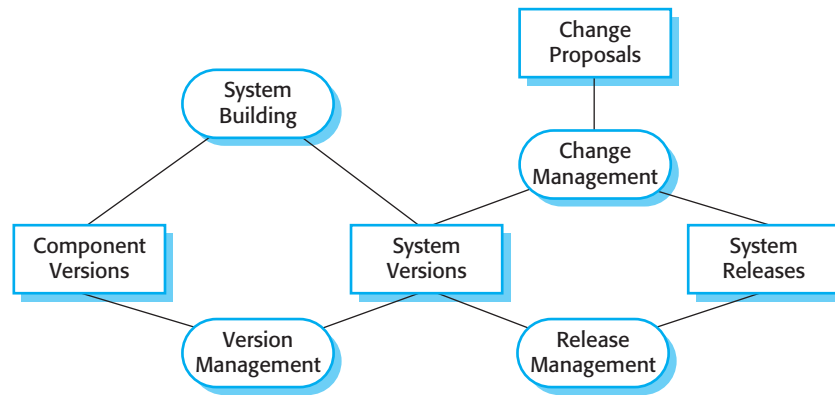 Change
Proposals
System
Building
Change
Management
Component
Versions
System
Versions
System
Releases
Version
Management
Release
Management